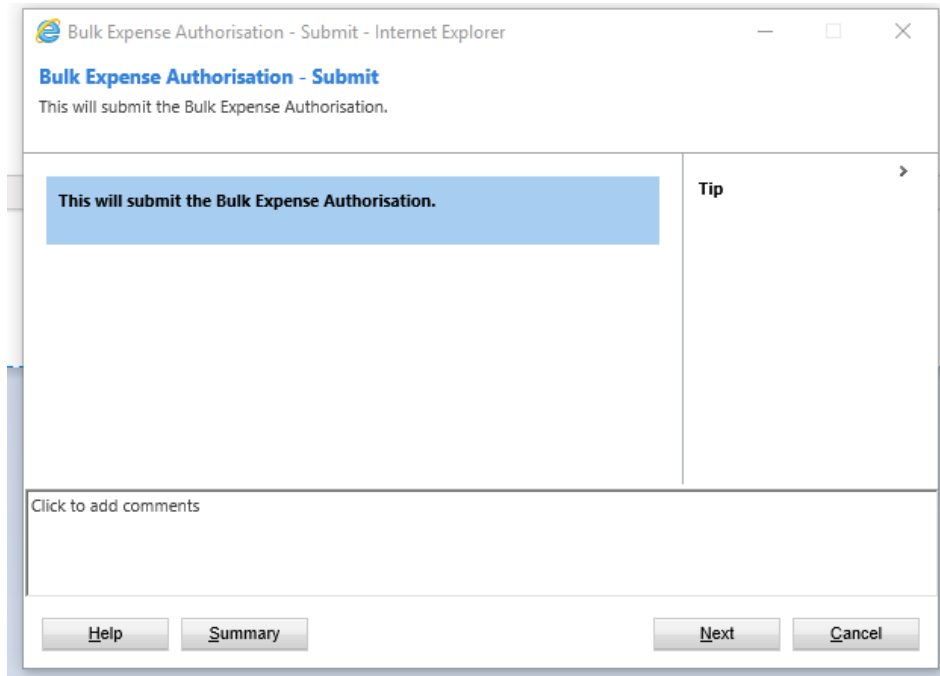 Bulk Expense Authorisation - Submit - Internet Explorer
Bulk Expense Authorisation - Submit
This will submit the Bulk Expense Authorisation.
This will submit the Bulk Expense Authorisation.
Tip
Click to add comments
Help
Summary
Next
Cancel